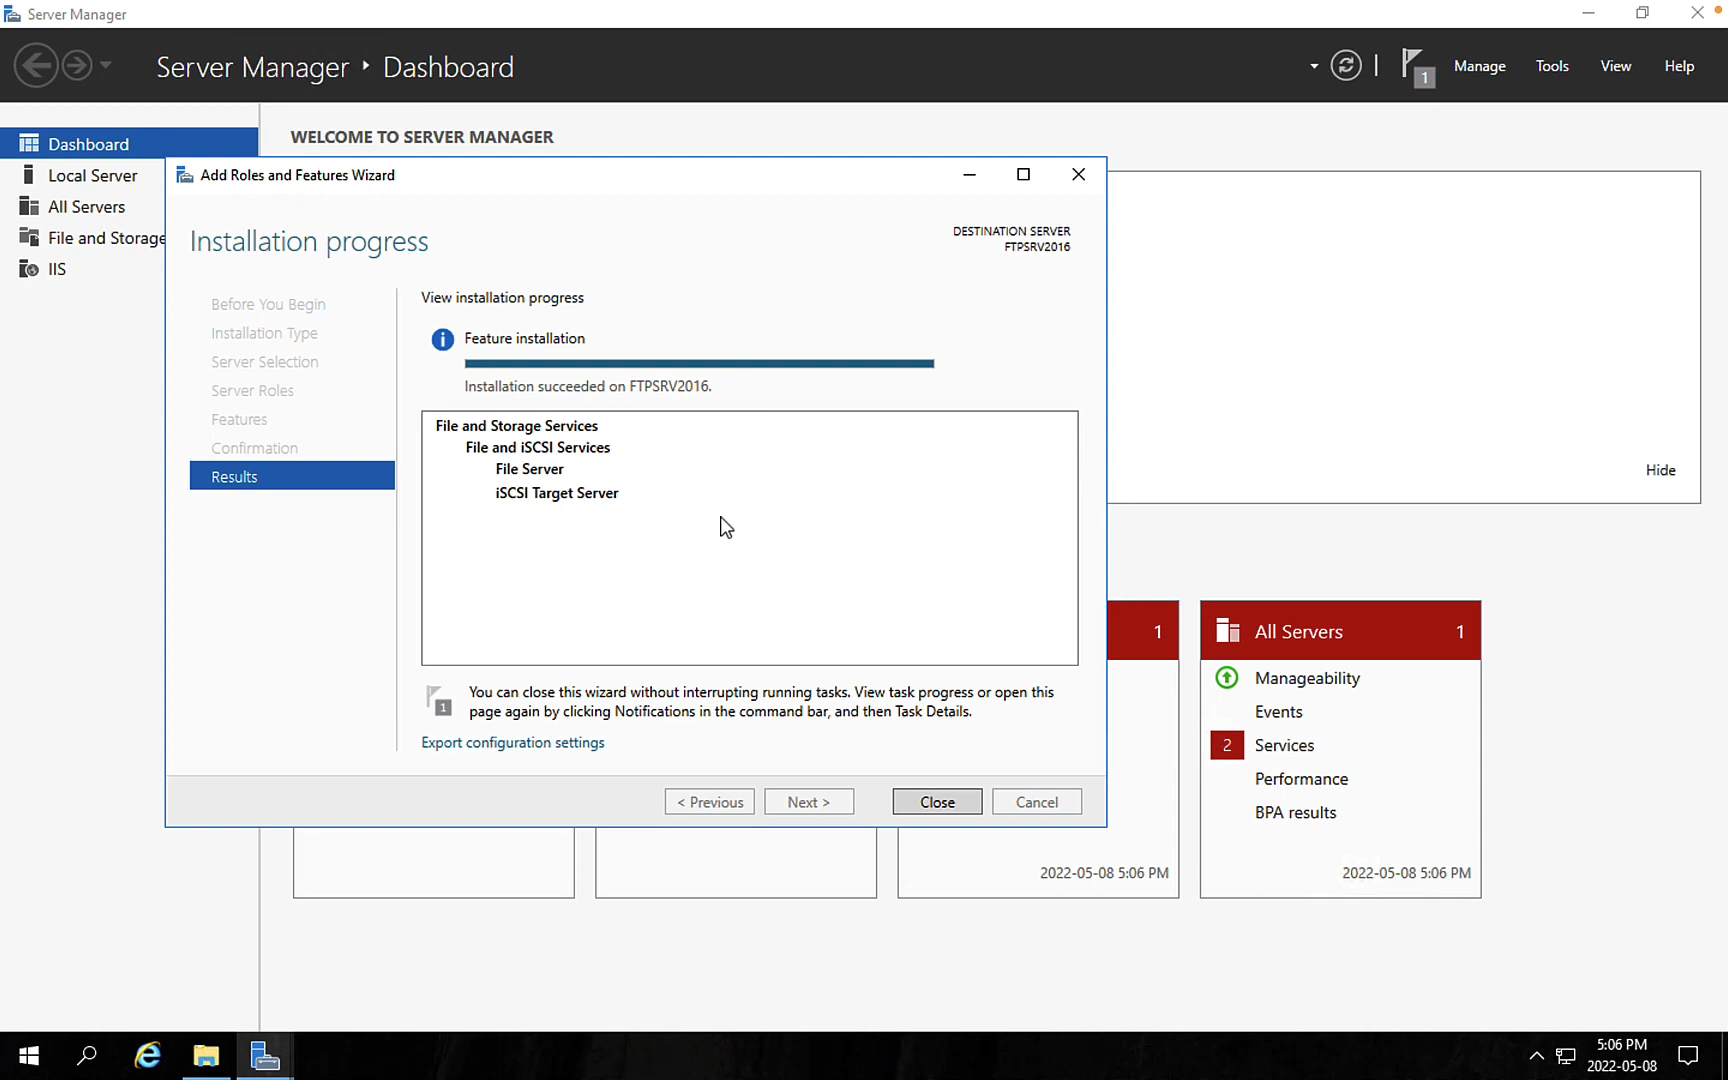 Server Manager
Server Manager ‣ Dashboard
1
Manage
Tools
View
Help
Dashboard
Local Server
All Servers
File and Storage
IIS
WELCOME TO SERVER MANAGER
Add Roles and Features Wizard
Installation progress
DESTINATION SERVER
FTPSRV2016
Before You Begin
Installation Type
Server Selection
Server Roles
Features
Confirmation
Results
View installation progress
Feature installation
Installation succeeded on FTPSRV2016.
File and Storage Services
File and iSCSI Services
File Server
iSCSI Target Server
1
You can close this wizard without interrupting running tasks. View task progress or open this
page again by clicking Notifications in the command bar, and then Task Details.
Export configuration settings
< Previous
Next >
Close
Cancel
Hide
1
2022-05-08 5:06 PM
All Servers 1
Manageability
Events
2 Services
Performance
BPA results
2022-05-08 5:06 PM
5:06 PM
2022-05-08